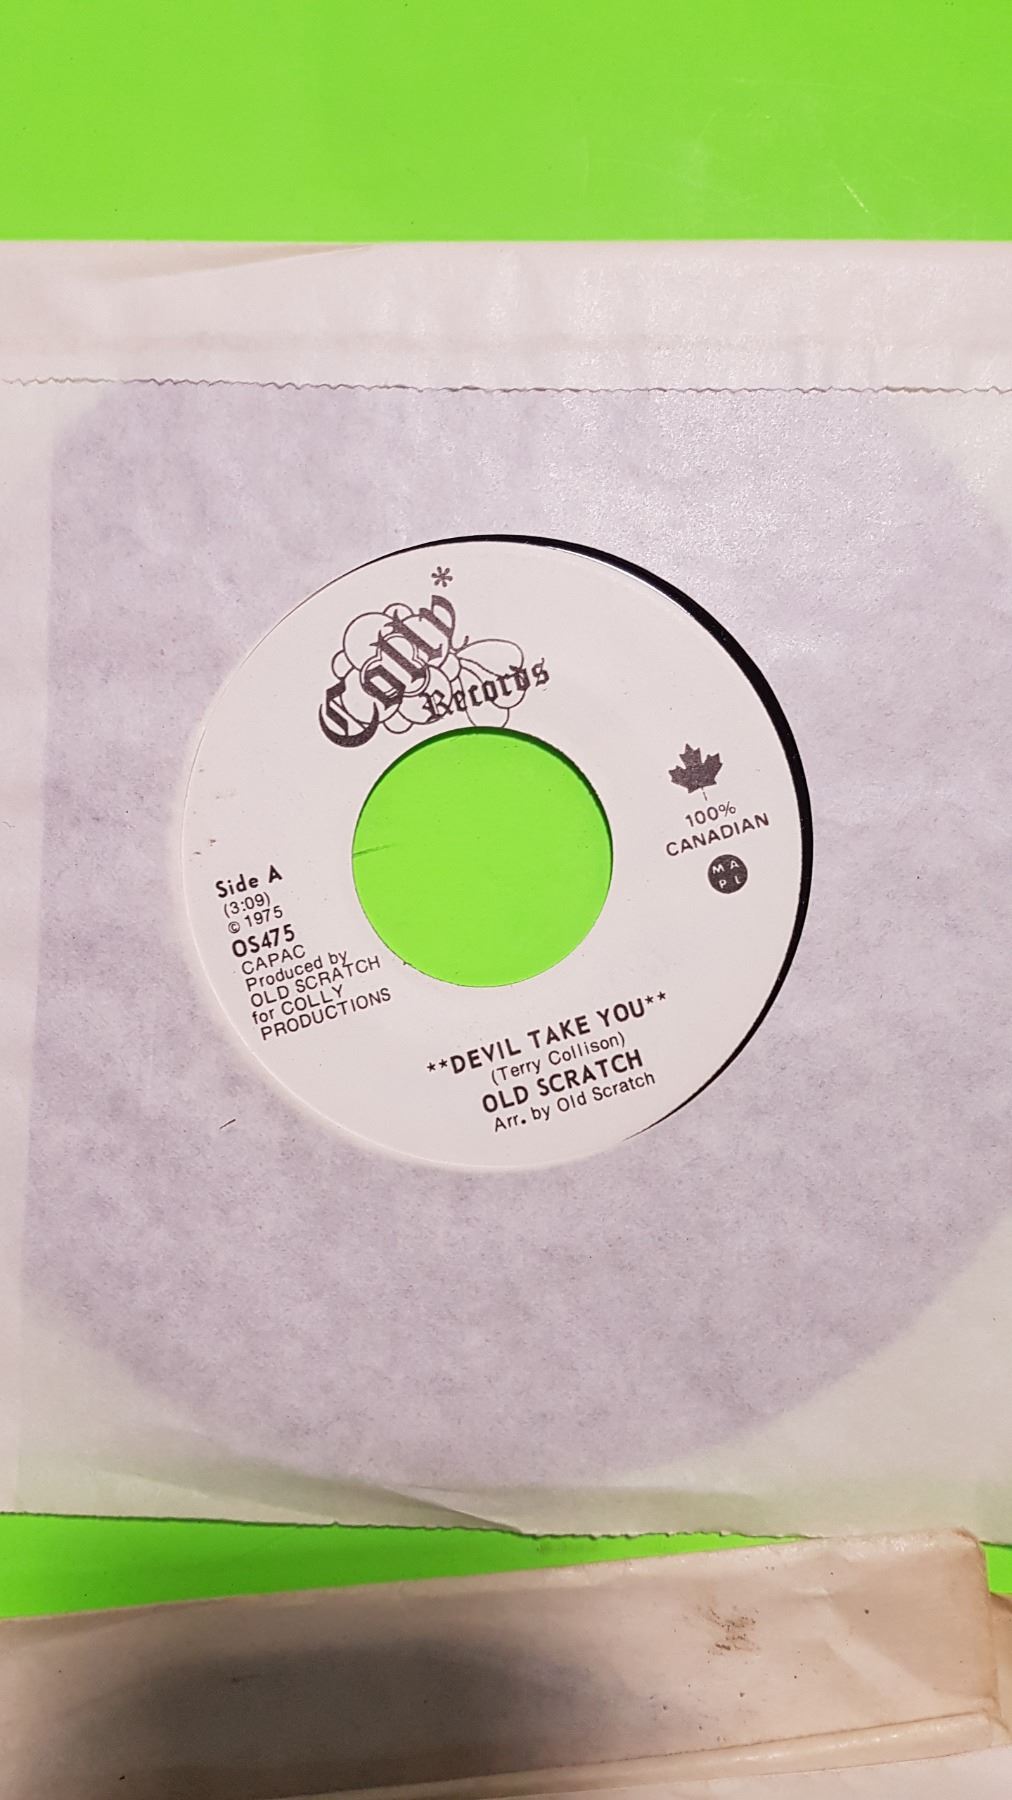 Colly*
Records
100%
CANADIAN
M A
P L
Side A
(3:09)
© 1975
OS475
CAPAC
Produced by
OLD SCRATCH
for COLLY
PRODUCTIONS
**DEVIL TAKE YOU**
(Terry Collison)
OLD SCRATCH
Arr. by Old Scratch